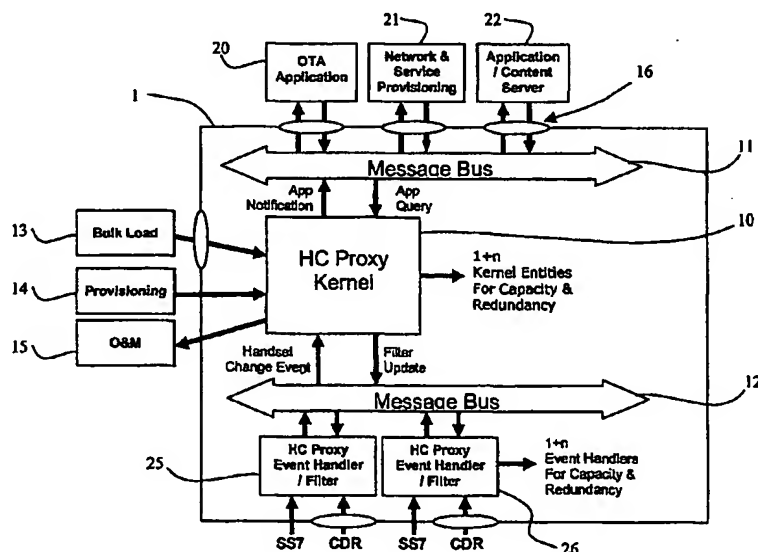 20
OTA
Application
21
Network &
Service
Provisioning
22
Application
/ Content
Server
16
1
11
Message Bus
App
Notification
App
Query
10
13
Bulk Load
HC Proxy
Kernel
1+n
Kernel Entities
For Capacity &
Redundancy
14
Provisioning
15
O&M
Handset
Change Event
Filter
Update
12
Message Bus
25
HC Proxy
Event Handler
/ Filter
HC Proxy
Event Handler
/ Filter
1+n
Event Handlers
For Capacity &
Redundancy
26
SS7
CDR
SS7
CDR